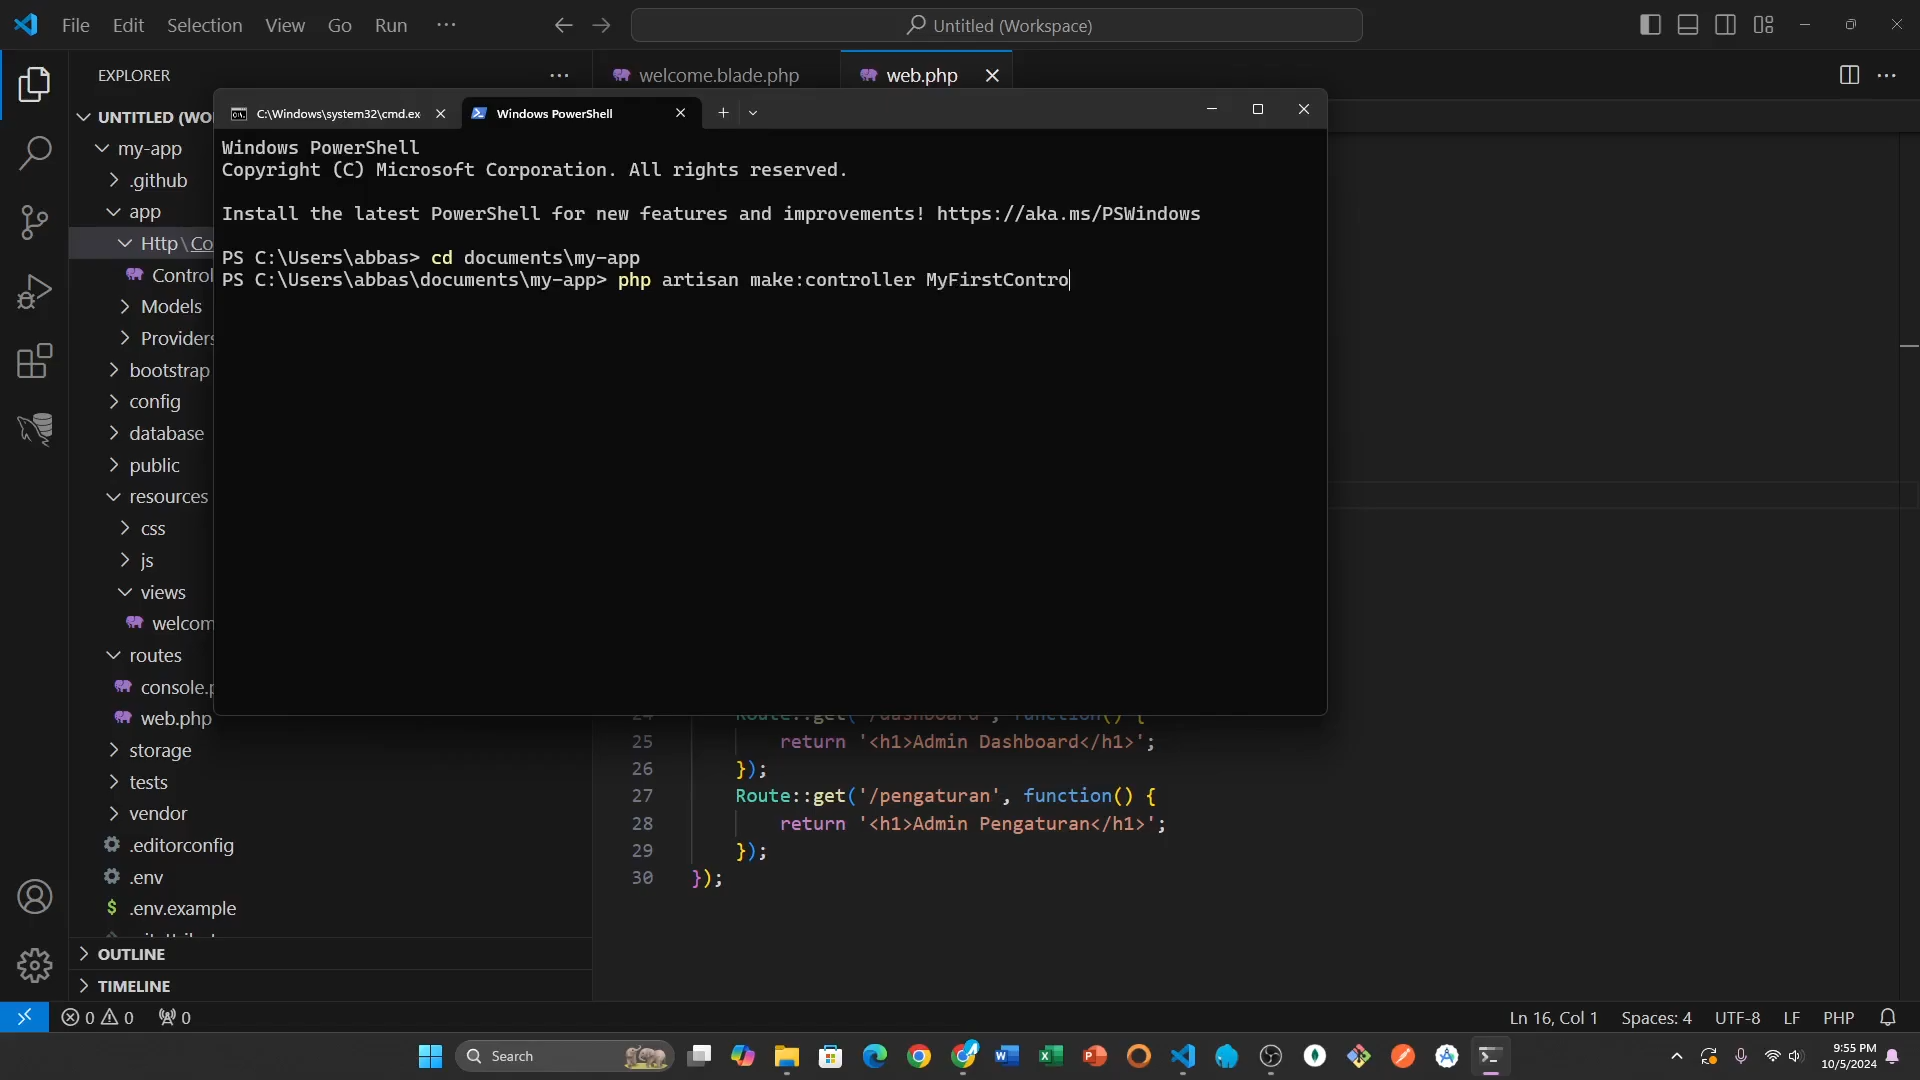 File Edit Selection View Go Run ···
Untitled (Workspace)
EXPLORER
welcome.blade.php
web.php
UNTITLED (WO
my-app
.github
app
Http\Co
Control
Models
Providers
bootstrap
config
database
public
resources
css
js
views
welcom
routes
console.p
web.php
storage
tests
vendor
.editorconfig
.env
.env.example
OUTLINE
TIMELINE
C:\Windows\system32\cmd.ex
Windows PowerShell
Windows PowerShell
Copyright (C) Microsoft Corporation. All rights reserved.
Install the latest PowerShell for new features and improvements! https://aka.ms/PSWindows
PS C:\Users\abbas> cd documents\my-app
PS C:\Users\abbas\documents\my-app> php artisan make:controller MyFirstContro
24 Route::get('/dashboard', function() {
25 return '<h1>Admin Dashboard</h1>';
26 });
27 Route::get('/pengaturan', function() {
28 return '<h1>Admin Pengaturan</h1>';
29 });
30 });
0 0 0
Ln 16, Col 1 Spaces: 4 UTF-8 LF PHP
Search
9:55 PM
10/5/2024